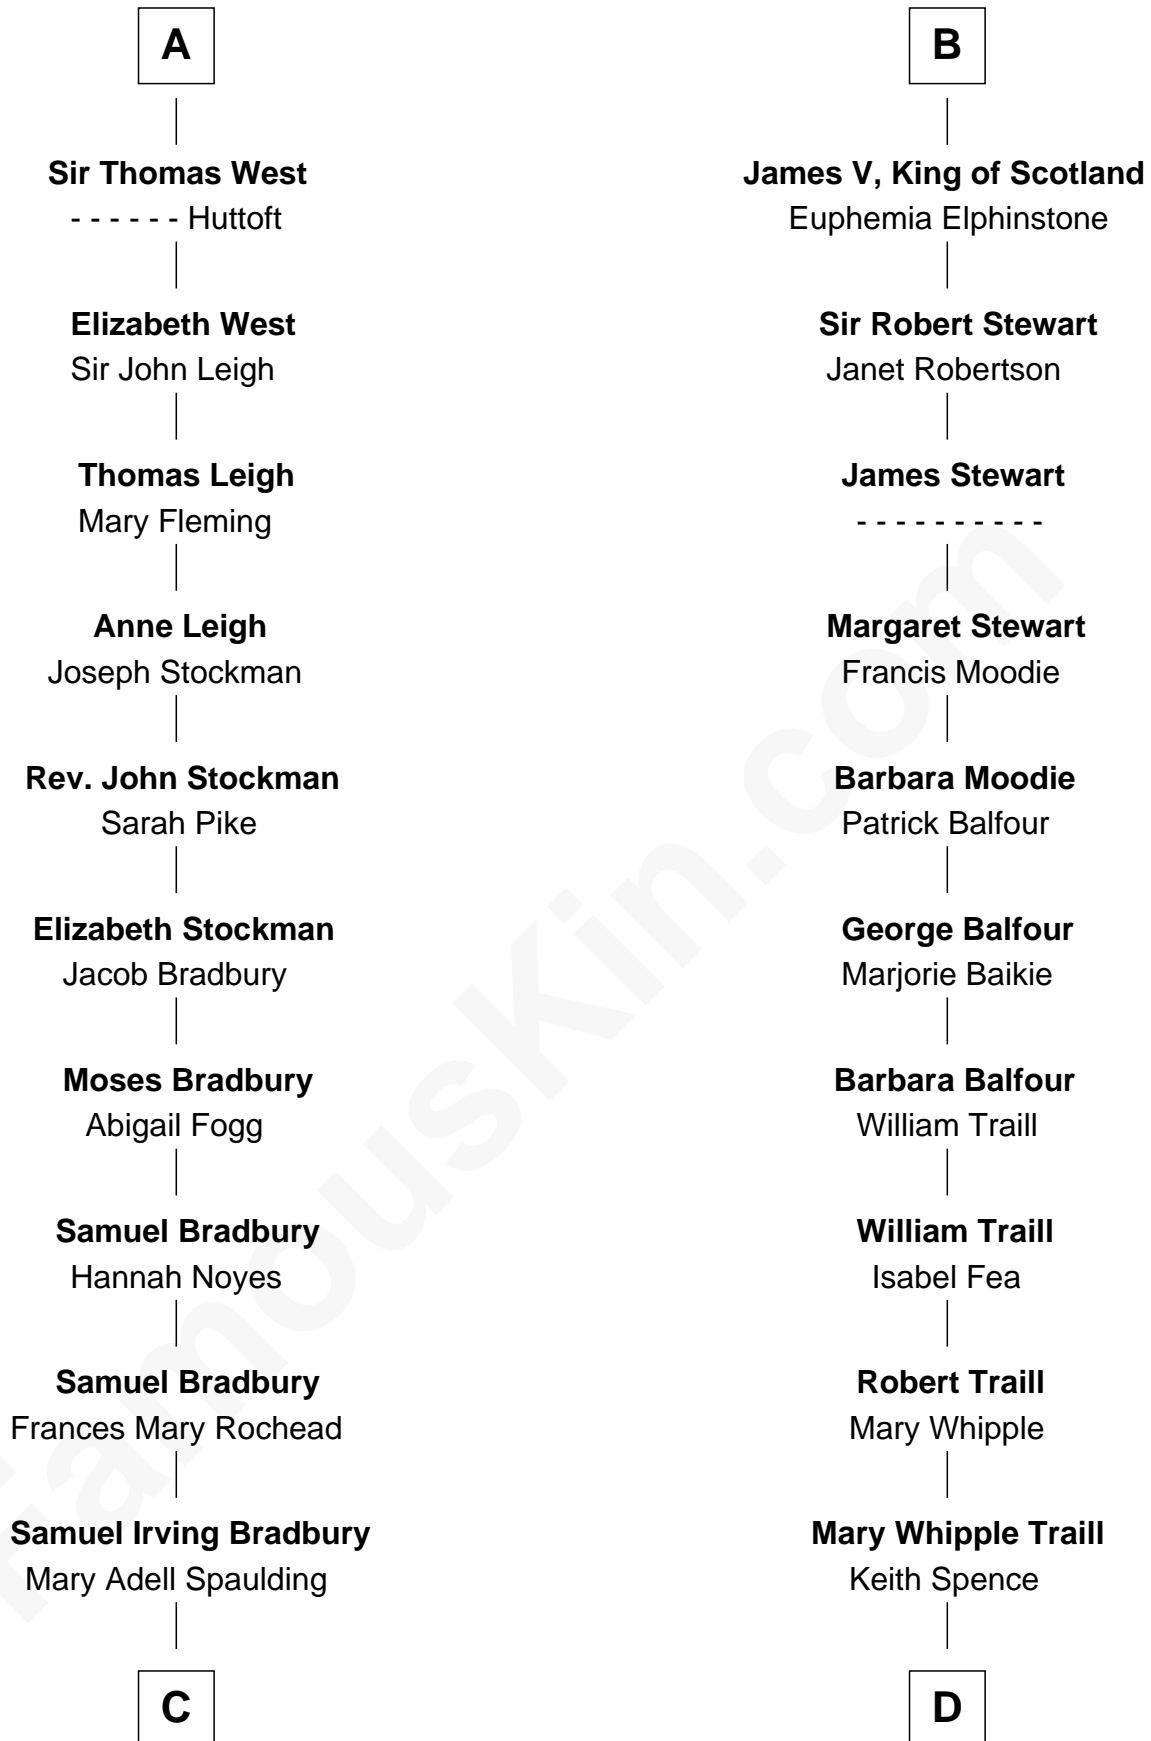 A
Sir Thomas West
- - - - - - Huttoft
Elizabeth West
Sir John Leigh
Thomas Leigh
Mary Fleming
Anne Leigh
Joseph Stockman
Rev. John Stockman
Sarah Pike
Elizabeth Stockman
Jacob Bradbury
Moses Bradbury
Abigail Fogg
Samuel Bradbury
Hannah Noyes
Samuel Bradbury
Frances Mary Rochead
Samuel Irving Bradbury
Mary Adell Spaulding
C
B
James V, King of Scotland
Euphemia Elphinstone
Sir Robert Stewart
Janet Robertson
James Stewart
- - - - - - - - - -
Margaret Stewart
Francis Moodie
Barbara Moodie
Patrick Balfour
George Balfour
Marjorie Baikie
Barbara Balfour
William Traill
William Traill
Isabel Fea
Robert Traill
Mary Whipple
Mary Whipple Traill
Keith Spence
D
FamousKin.com